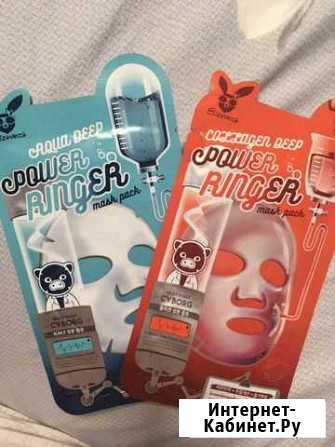 Elizavecca
AQUA DEEP
POWER
RINGER
mask pack
CYBORG
Elizavecca
COLLAGEN DEEP
POWER
RINGER
mask pack
CYBORG
Интернет-
Кабинет.Ру